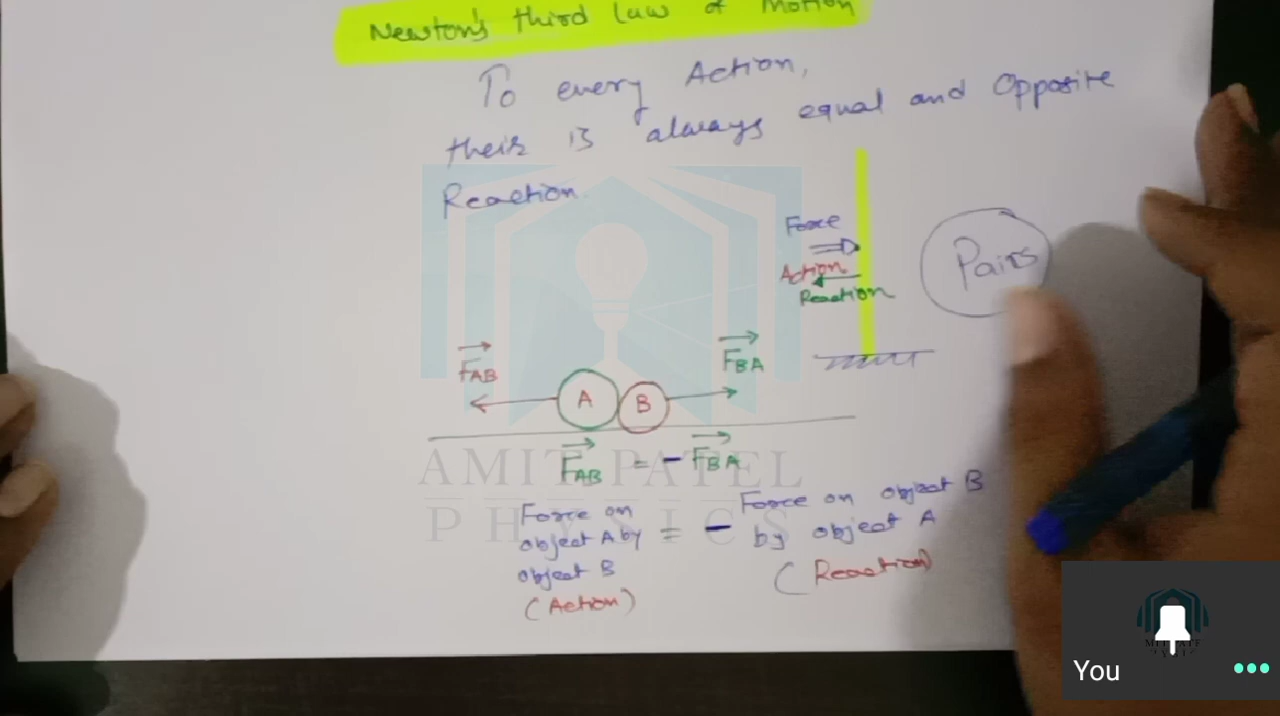 Newton's third law of Motion
To every Action,
their is always equal and Opposite
Reaction.
Force
Action
Reaction
Pairs
FAB
FBA
A
B
FAB = - FBA
AMIT PATEL
PHYSICS
Force on
object A by
object B
(Action)
= -
Force on object B
by object A
(Reaction)
You